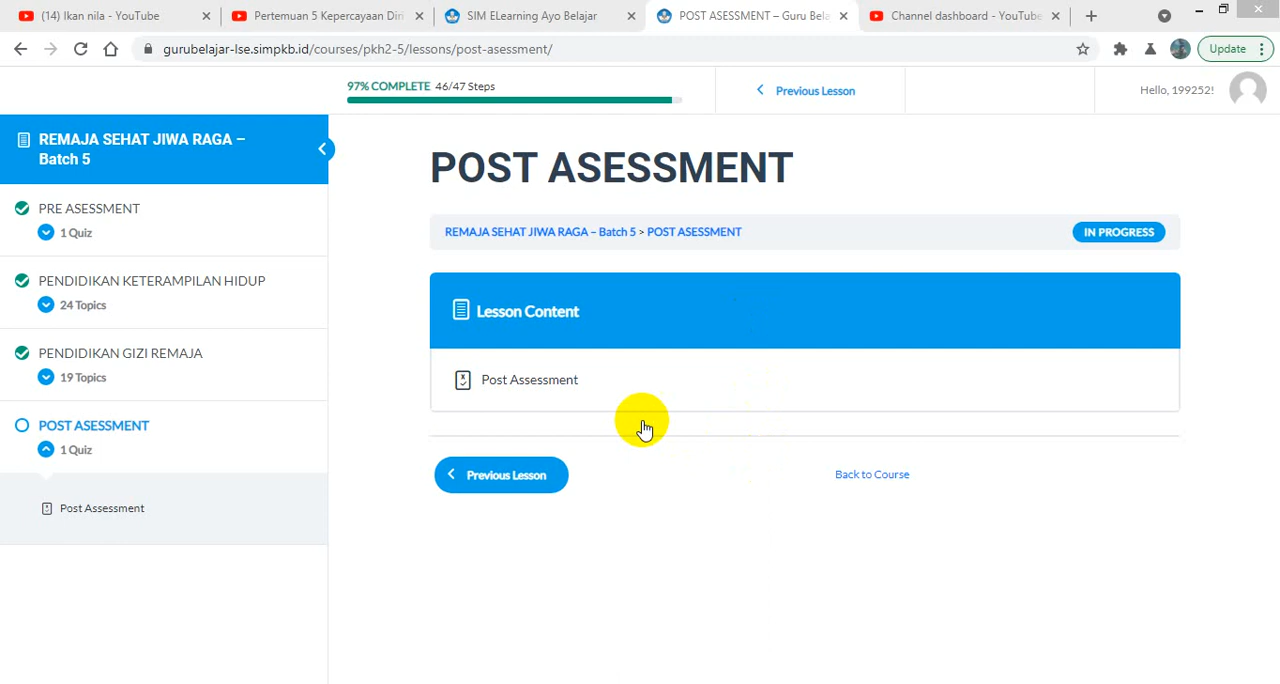 (14) Ikan nila - YouTube
Pertemuan 5 Kepercayaan Diri
SIM ELearning Ayo Belajar
POST ASESSMENT – Guru Bela
Channel dashboard - YouTube
gurubelajar-lse.simpkb.id/courses/pkh2-5/lessons/post-asessment/
Update
97% COMPLETE 46/47 Steps
Previous Lesson
Hello, 199252!
REMAJA SEHAT JIWA RAGA –
Batch 5
PRE ASESSMENT
1 Quiz
PENDIDIKAN KETERAMPILAN HIDUP
24 Topics
PENDIDIKAN GIZI REMAJA
19 Topics
POST ASESSMENT
1 Quiz
Post Assessment
POST ASESSMENT
REMAJA SEHAT JIWA RAGA – Batch 5 > POST ASESSMENT
IN PROGRESS
Lesson Content
Post Assessment
Previous Lesson
Back to Course